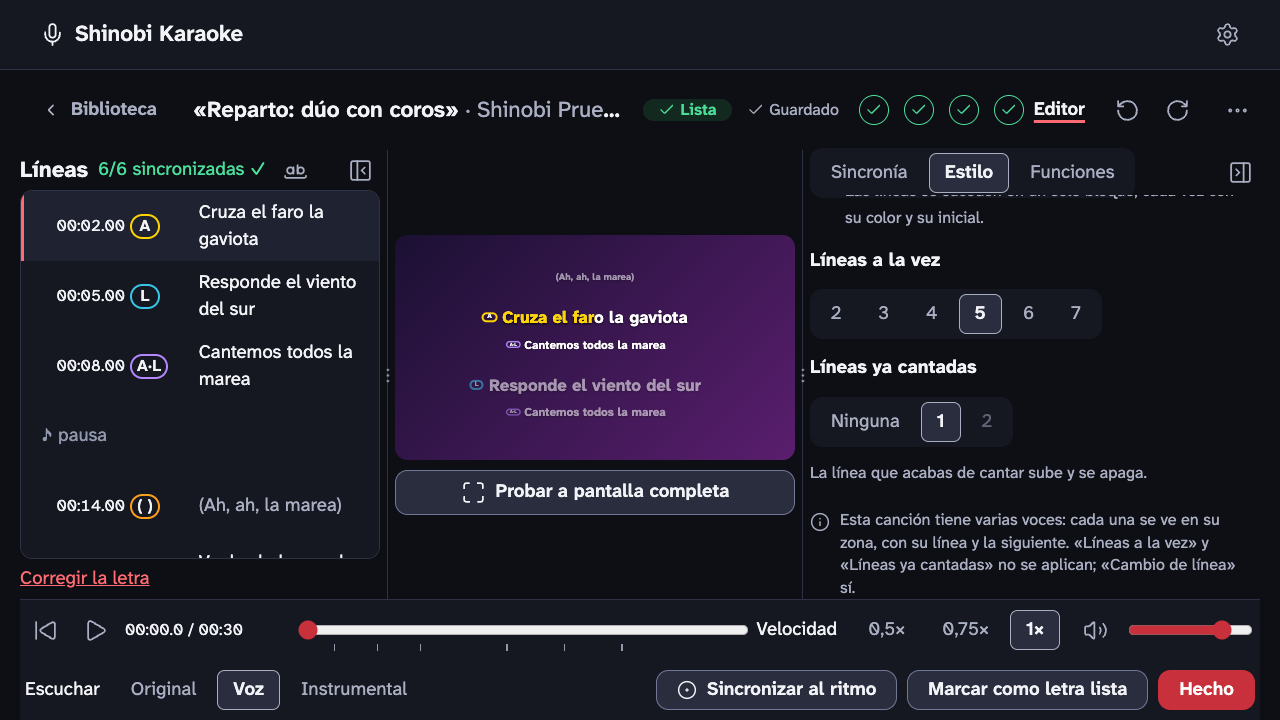 Shinobi Karaoke
Biblioteca
«Reparto: dúo con coros» · Shinobi Prue...
Lista
Guardado
Editor
Líneas 6/6 sincronizadas
ab
Sincronía
Estilo
Funciones
00:02.00 A Cruza el faro la
gaviota
00:05.00 L Responde el viento
del sur
00:08.00 A·L Cantemos todos la
marea
pausa
00:14.00 ( ) (Ah, ah, la marea)
Corregir la letra
(Ah, ah, la marea)
A Cruza el faro la gaviota
A·L Cantemos todos la marea
L Responde el viento del sur
A·L Cantemos todos la marea
Probar a pantalla completa
su color y su inicial.
Líneas a la vez
2 3 4 5 6 7
Líneas ya cantadas
Ninguna 1 2
La línea que acabas de cantar sube y se apaga.
Esta canción tiene varias voces: cada una se ve en su
zona, con su línea y la siguiente. «Líneas a la vez» y
«Líneas ya cantadas» no se aplican; «Cambio de línea»
sí.
00:00.0 / 00:30
Velocidad 0,5× 0,75× 1×
Escuchar Original Voz Instrumental
Sincronizar al ritmo
Marcar como letra lista
Hecho